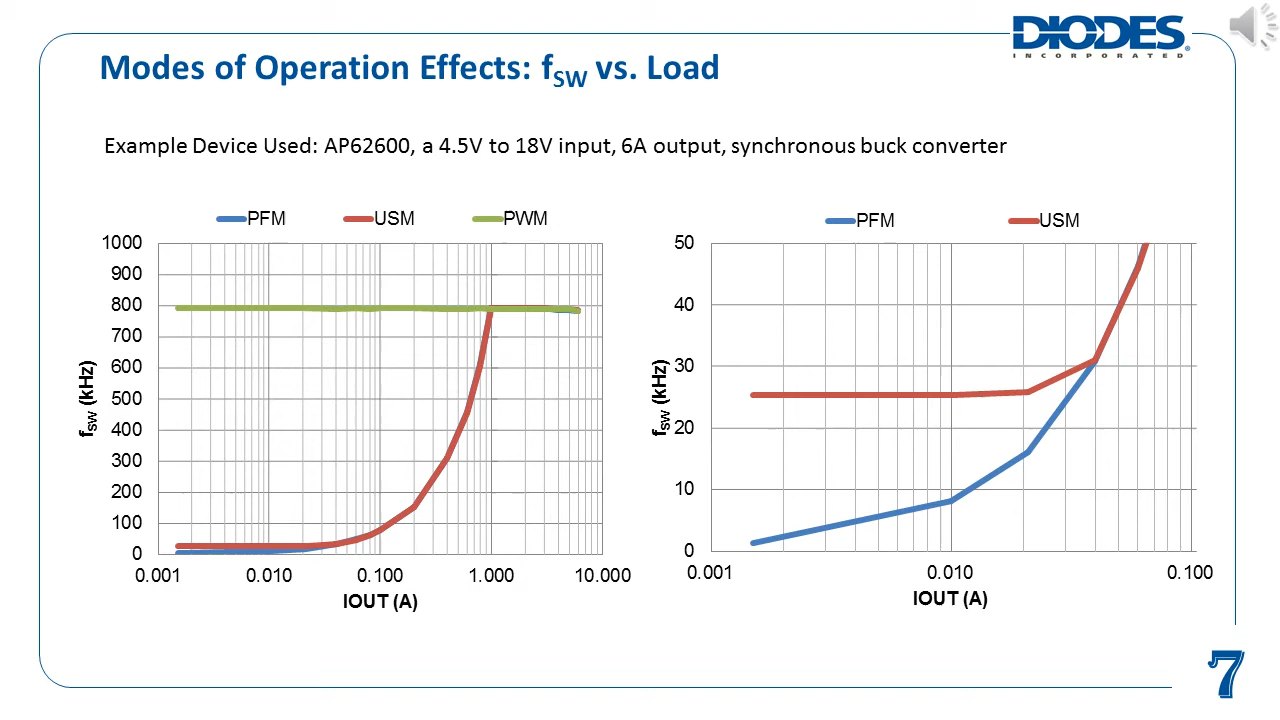 DIODES
INCORPORATED
Modes of Operation Effects: fSW vs. Load
Example Device Used: AP62600, a 4.5V to 18V input, 6A output, synchronous buck converter
PFM USM PWM
1000
900
800
700
600
500
400
300
200
100
0
fSW (kHz)
0.001 0.010 0.100 1.000 10.000
IOUT (A)
PFM USM
50
40
30
20
10
0
fSW (kHz)
0.001 0.010 0.100
IOUT (A)
7